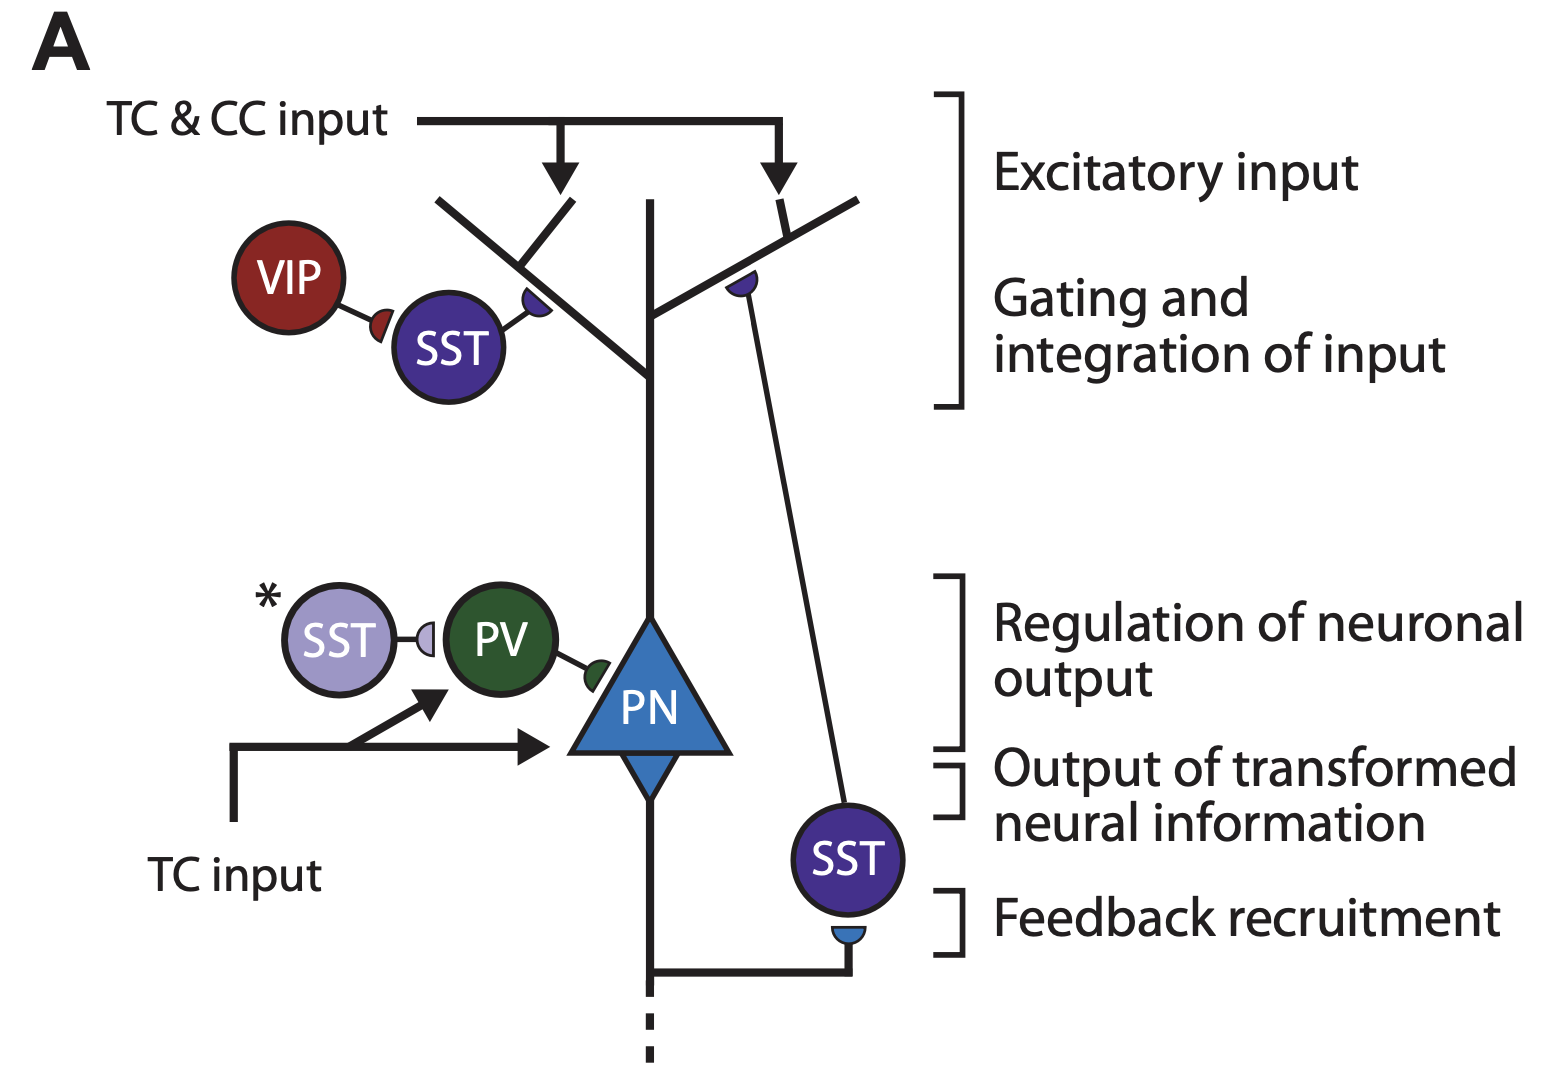 A
TC & CC input
Excitatory input
VIP
SST
Gating and
integration of input
*
SST
PV
PN
Regulation of neuronal
output
Output of transformed
neural information
TC input
SST
Feedback recruitment